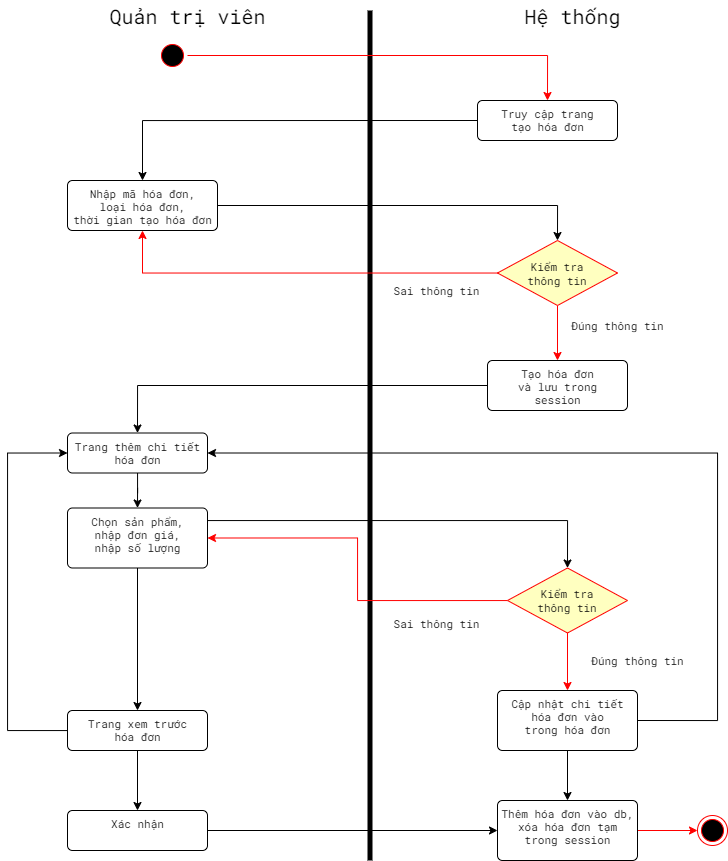 Quản trị viên
Hệ thống
Truy cập trang
tạo hóa đơn
Nhập mã hóa đơn,
loại hóa đơn,
thời gian tạo hóa đơn
Kiểm tra
thông tin
Sai thông tin
Đúng thông tin
Tạo hóa đơn
và lưu trong
session
Trang thêm chi tiết
hóa đơn
Chọn sản phẩm,
nhập đơn giá,
nhập số lượng
Kiểm tra
thông tin
Sai thông tin
Đúng thông tin
Cập nhật chi tiết
hóa đơn vào
trong hóa đơn
Trang xem trước
hóa đơn
Xác nhận
Thêm hóa đơn vào db,
xóa hóa đơn tạm
trong session